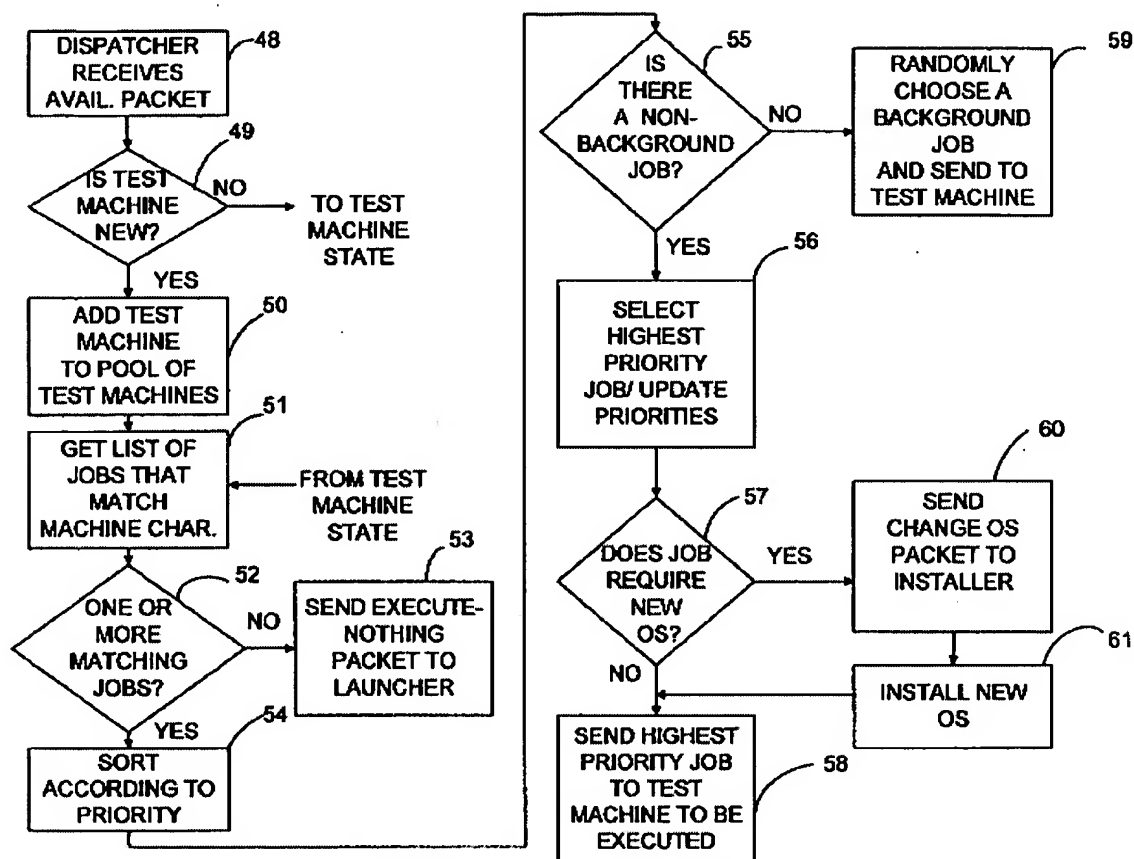 48
DISPATCHER
RECEIVES
AVAIL. PACKET
49
IS TEST
MACHINE
NEW?
NO
TO TEST
MACHINE
STATE
YES
50
ADD TEST
MACHINE
TO POOL OF
TEST MACHINES
51
GET LIST OF
JOBS THAT
MATCH
MACHINE CHAR.
FROM TEST
MACHINE
STATE
52
ONE OR
MORE
MATCHING
JOBS?
NO
53
SEND EXECUTE-
NOTHING
PACKET TO
LAUNCHER
YES
54
SORT
ACCORDING TO
PRIORITY
55
IS
THERE
A NON-
BACKGROUND
JOB?
NO
59
RANDOMLY
CHOOSE A
BACKGROUND
JOB
AND SEND TO
TEST MACHINE
YES
56
SELECT
HIGHEST
PRIORITY
JOB/ UPDATE
PRIORITIES
57
DOES JOB
REQUIRE
NEW
OS?
YES
60
SEND
CHANGE OS
PACKET TO
INSTALLER
61
INSTALL NEW
OS
NO
58
SEND HIGHEST
PRIORITY JOB
TO TEST
MACHINE TO BE
EXECUTED